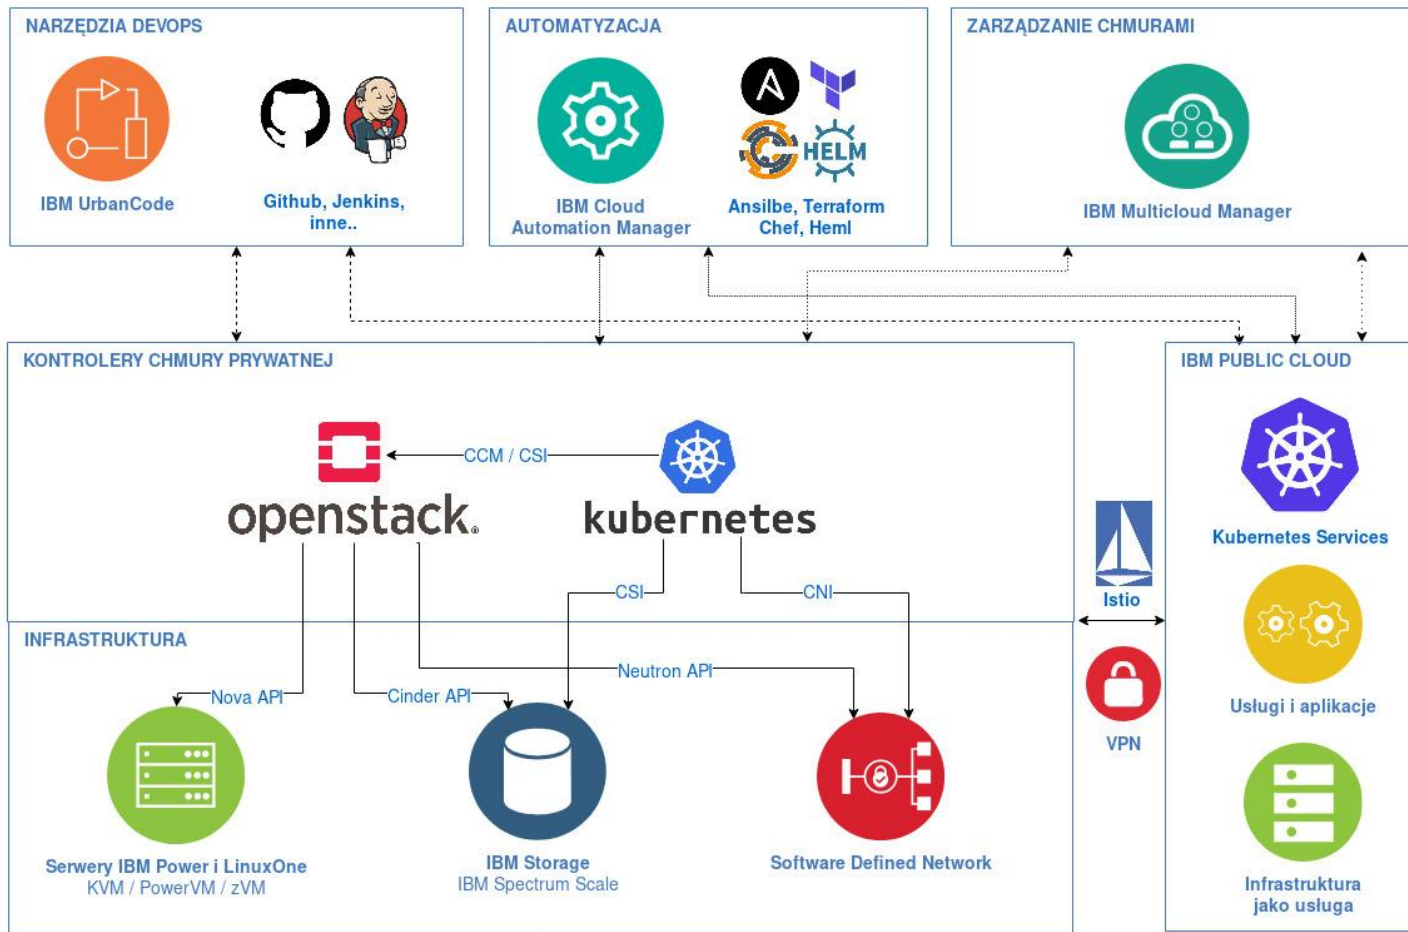 NARZĘDZIA DEVOPS
IBM UrbanCode
Github, Jenkins,
inne..
AUTOMATYZACJA
IBM Cloud
Automation Manager
HELM
Ansilbe, Terraform
Chef, Heml
ZARZĄDZANIE CHMURAMI
IBM Multicloud Manager
KONTROLERY CHMURY PRYWATNEJ
openstack.
CCM / CSI
kubernetes
CSI
CNI
INFRASTRUKTURA
Nova API
Cinder API
Neutron API
Serwery IBM Power i LinuxOne
KVM / PowerVM / zVM
IBM Storage
IBM Spectrum Scale
Software Defined Network
Istio
VPN
IBM PUBLIC CLOUD
Kubernetes Services
Usługi i aplikacje
Infrastruktura
jako usługa